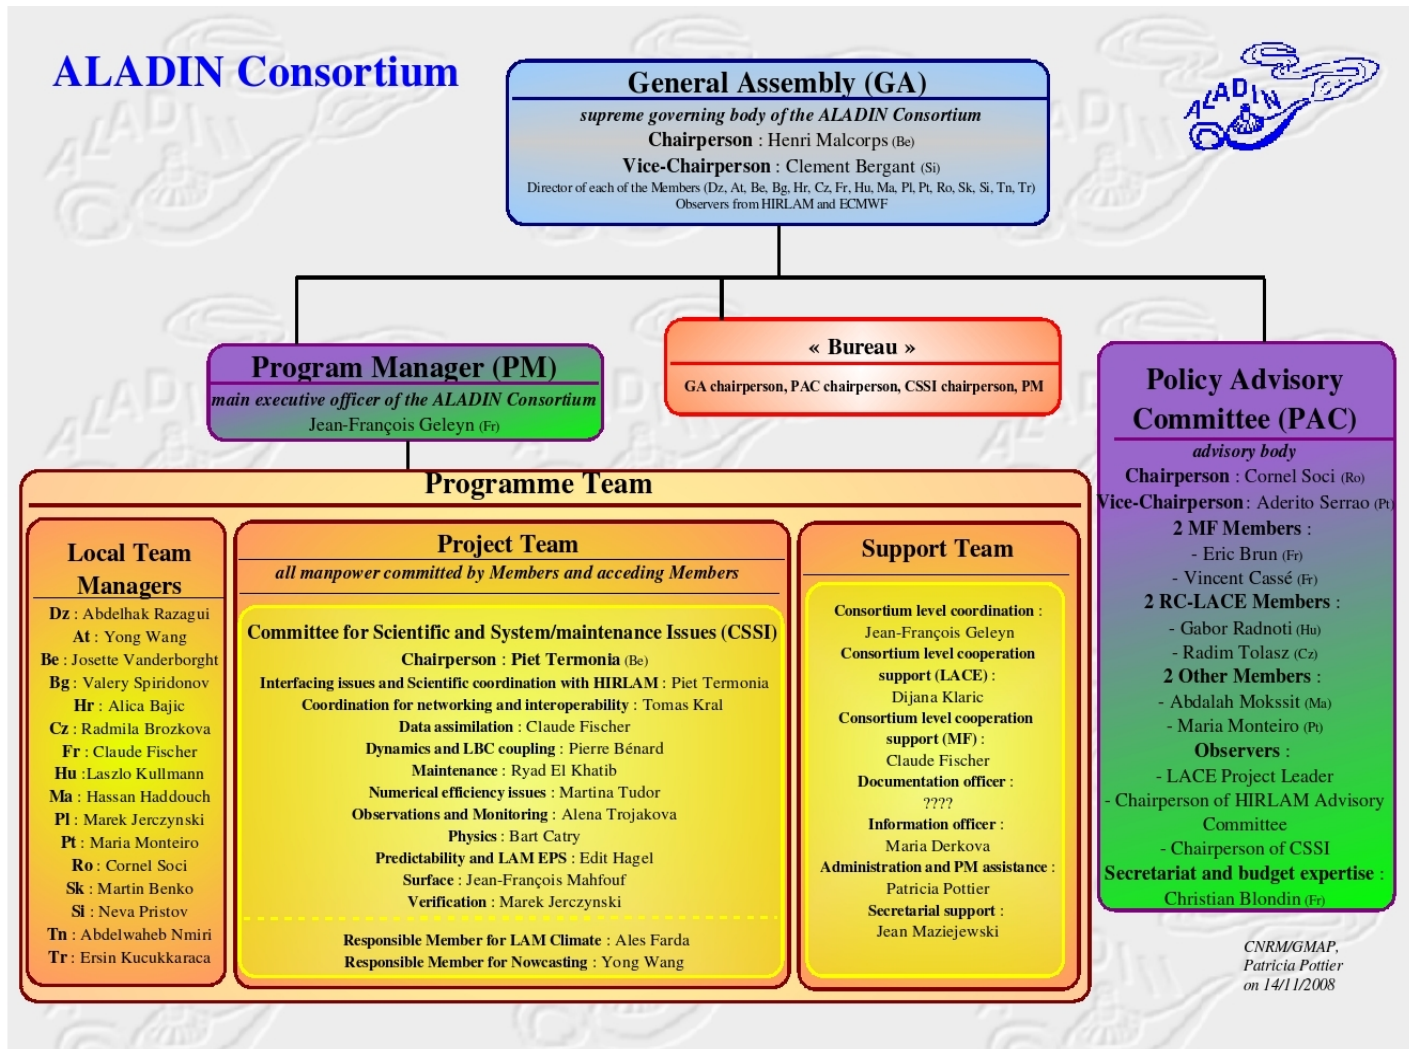 ALADIN Consortium
General Assembly (GA)
supreme governing body of the ALADIN Consortium
Chairperson : Henri Malcorps (Be)
Vice-Chairperson : Clement Bergant (Si)
Director of each of the Members (Dz, At, Be, Bg, Hr, Cz, Fr, Hu, Ma, Pl, Pt, Ro, Sk, Si, Tn, Tr)
Observers from HIRLAM and ECMWF
ALADIN
Program Manager (PM)
main executive officer of the ALADIN Consortium
Jean-François Geleyn (Fr)
« Bureau »
GA chairperson, PAC chairperson, CSSI chairperson, PM
Policy Advisory
Committee (PAC)
advisory body
Chairperson : Cornel Soci (Ro)
Vice-Chairperson : Aderito Serrao (Pt)
2 MF Members :
- Eric Brun (Fr)
- Vincent Cassé (Fr)
2 RC-LACE Members :
- Gabor Radnoti (Hu)
- Radim Tolasz (Cz)
2 Other Members :
- Abdalah Mokssit (Ma)
- Maria Monteiro (Pt)
Observers :
- LACE Project Leader
- Chairperson of HIRLAM Advisory
Committee
- Chairperson of CSSI
Secretariat and budget expertise :
Christian Blondin (Fr)
Programme Team
Local Team
Managers
Dz : Abdelhak Razagui
At : Yong Wang
Be : Josette Vanderborght
Bg : Valery Spiridonov
Hr : Alica Bajic
Cz : Radmila Brozkova
Fr : Claude Fischer
Hu :Laszlo Kullmann
Ma : Hassan Haddouch
Pl : Marek Jerczynski
Pt : Maria Monteiro
Ro : Cornel Soci
Sk : Martin Benko
Si : Neva Pristov
Tn : Abdelwaheb Nmiri
Tr : Ersin Kucukkaraca
Project Team
all manpower committed by Members and acceding Members
Committee for Scientific and System/maintenance Issues (CSSI)
Chairperson : Piet Termonia (Be)
Interfacing issues and Scientific coordination with HIRLAM : Piet Termonia
Coordination for networking and interoperability : Tomas Kral
Data assimilation : Claude Fischer
Dynamics and LBC coupling : Pierre Bénard
Maintenance : Ryad El Khatib
Numerical efficiency issues : Martina Tudor
Observations and Monitoring : Alena Trojakova
Physics : Bart Catry
Predictability and LAM EPS : Edit Hagel
Surface : Jean-François Mahfouf
Verification : Marek Jerczynski
Responsible Member for LAM Climate : Ales Farda
Responsible Member for Nowcasting : Yong Wang
Support Team
Consortium level coordination :
Jean-François Geleyn
Consortium level cooperation
support (LACE) :
Dijana Klaric
Consortium level cooperation
support (MF) :
Claude Fischer
Documentation officer :
????
Information officer :
Maria Derkova
Administration and PM assistance :
Patricia Pottier
Secretarial support :
Jean Maziejewski
CNRM/GMAP,
Patricia Pottier
on 14/11/2008